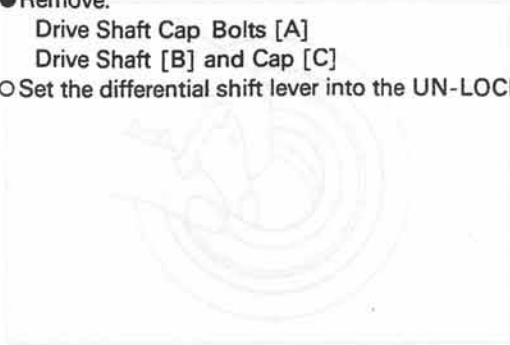 ●Remove:
Drive Shaft Cap Bolts [A]
Drive Shaft [B] and Cap [C]
○Set the differential shift lever into the UN-LOC